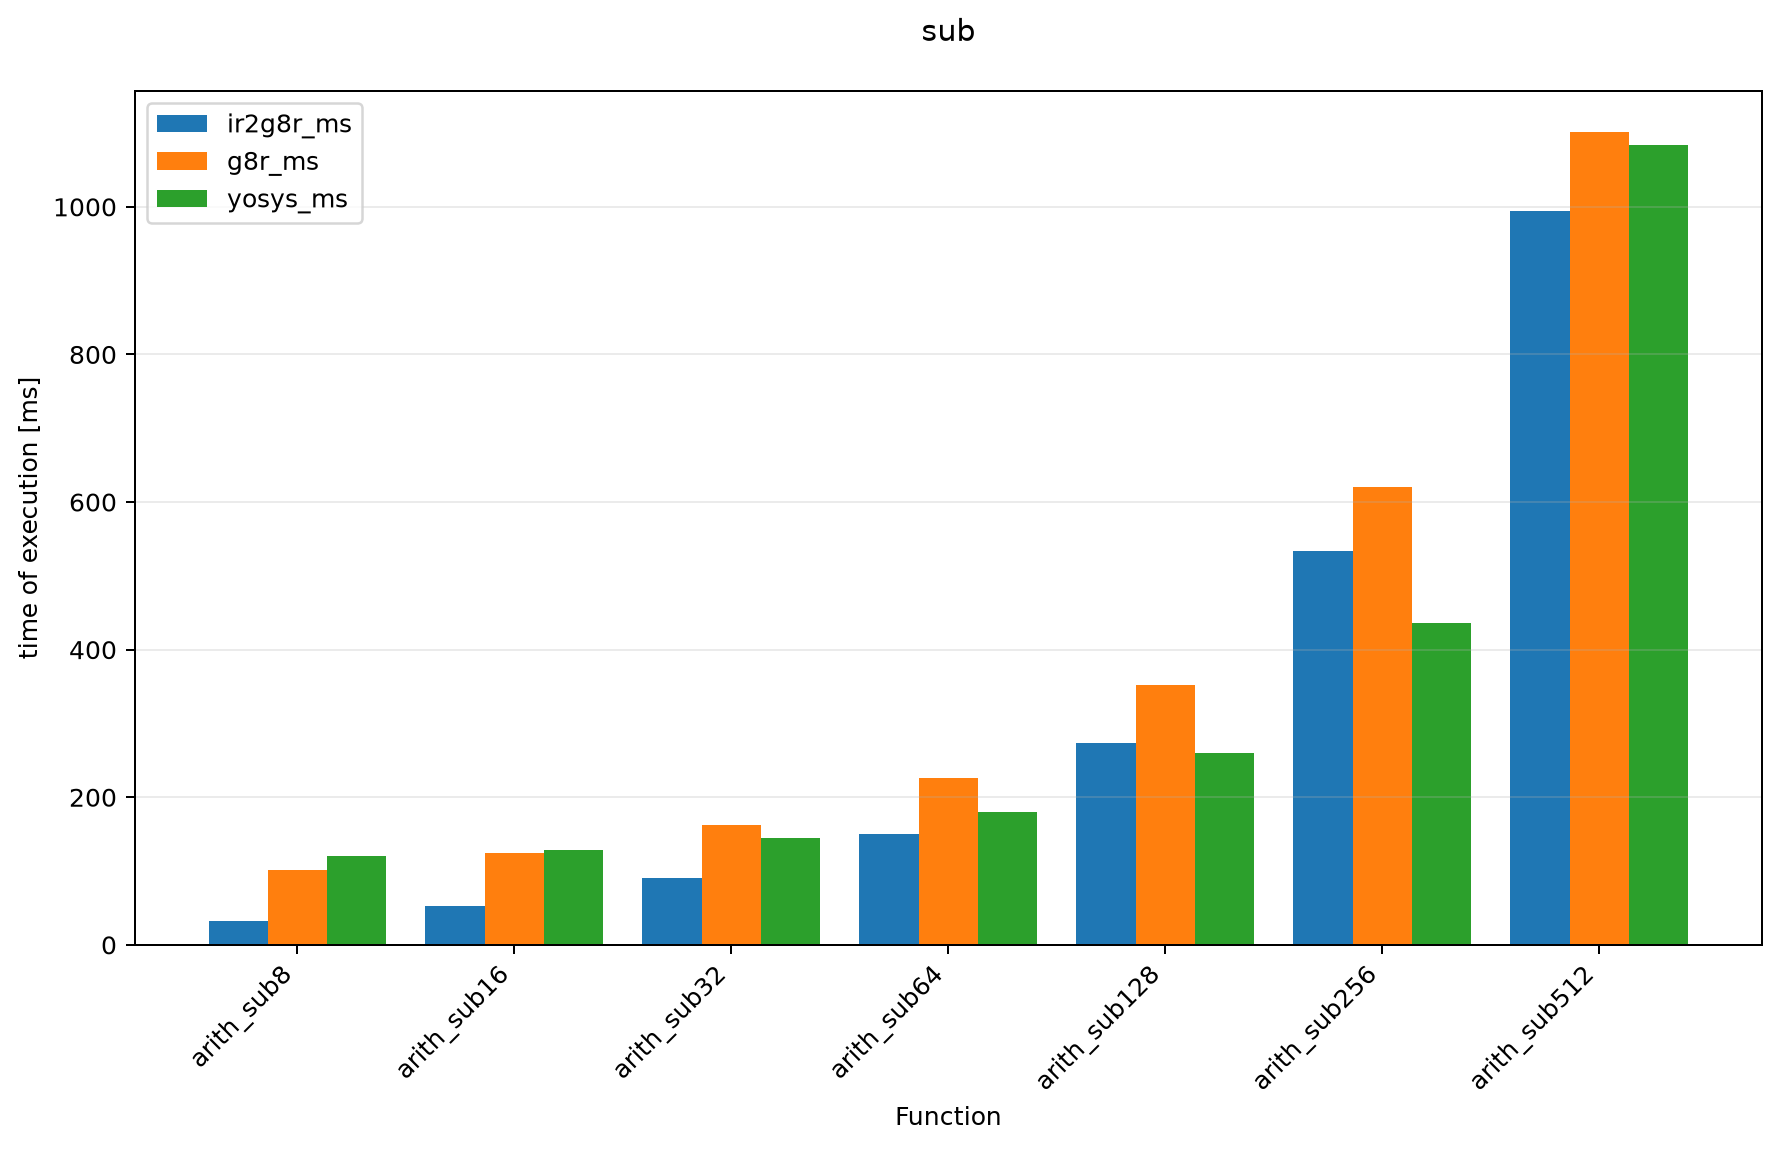 sub
ir2g8r_ms
g8r_ms
yosys_ms
1000
800
600
400
200
0
time of execution [ms]
arith_sub8
arith_sub16
arith_sub32
arith_sub64
arith_sub128
arith_sub256
arith_sub512
Function